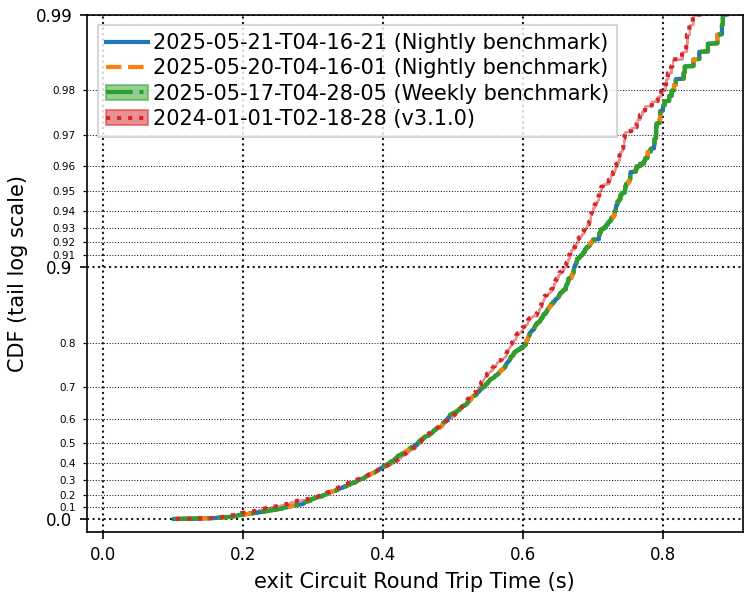 0.99
2025-05-21-T04-16-21 (Nightly benchmark)
2025-05-20-T04-16-01 (Nightly benchmark)
2025-05-17-T04-28-05 (Weekly benchmark)
2024-01-01-T02-18-28 (v3.1.0)
0.98
0.97
0.96
0.95
0.94
0.93
0.92
0.91
0.9
0.8
0.7
0.6
0.5
0.4
0.3
0.2
0.1
0.0
CDF (tail log scale)
0.0 0.2 0.4 0.6 0.8
exit Circuit Round Trip Time (s)